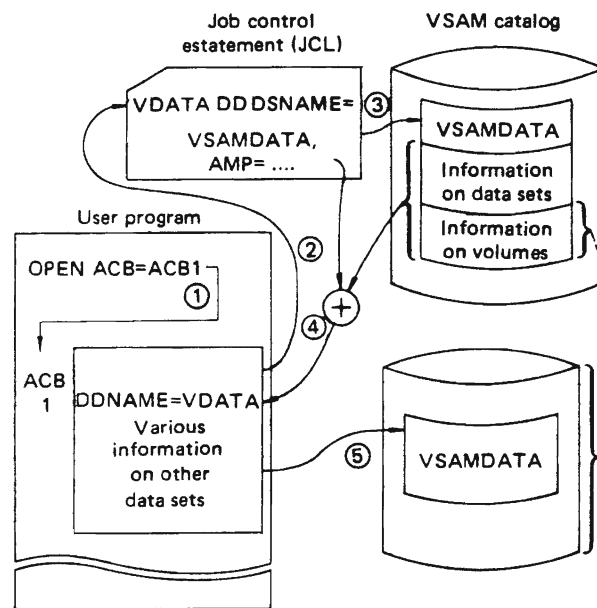 Job control
estatement (JCL)
VSAM catalog
VDATA DD DDSNAME=
VSAMDATA,
AMP= ....
③
VSAMDATA
Information
on data sets
Information
on volumes
User program
OPEN ACB=ACB1
①
②
④
ACB
1
DDNAME=VDATA
Various
information
on other
data sets
⑤
VSAMDATA